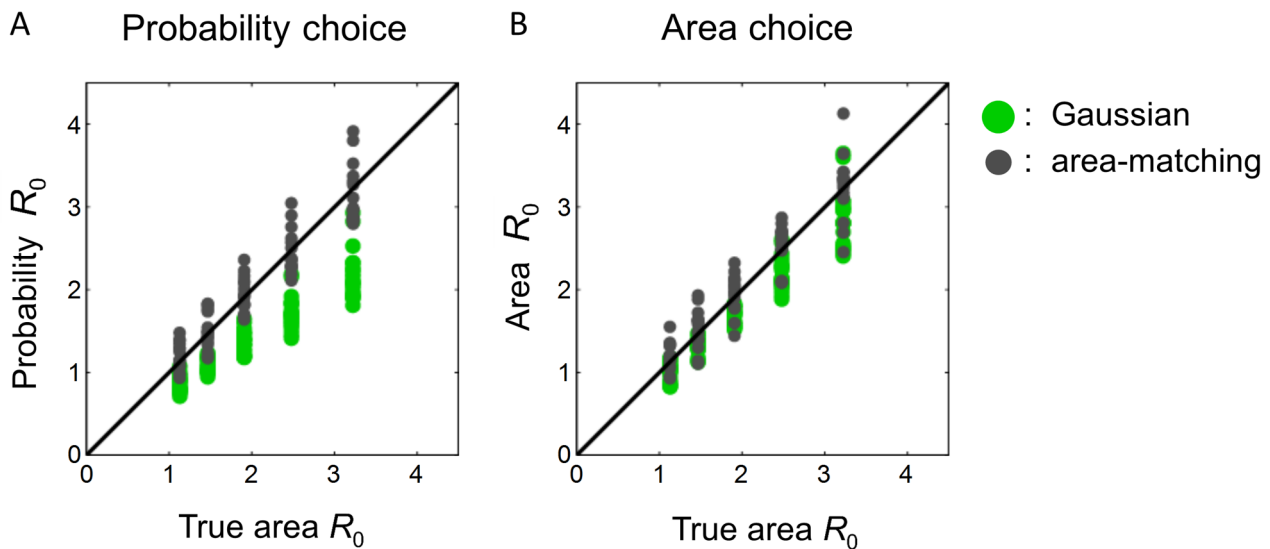 A Probability choice
Probability R₀
4
3
2
1
0
0 1 2 3 4
True area R₀
B Area choice
Area R₀
4
3
2
1
0
0 1 2 3 4
True area R₀
: Gaussian
: area-matching